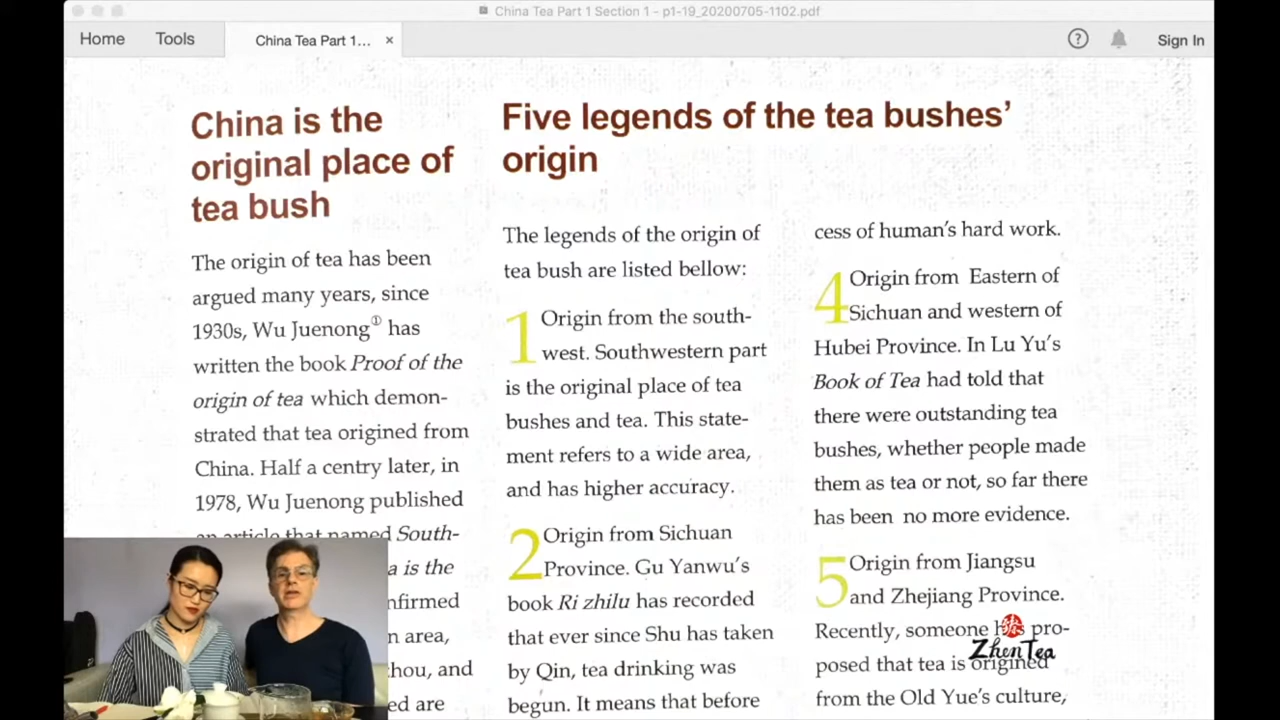 China Tea Part 1 Section 1 - p1-19_20200705-1102.pdf
Home
Tools
China Tea Part 1...
×
?
Sign In
China is the
original place of
tea bush
The origin of tea has been
argued many years, since
1930s, Wu Juenong① has
written the book Proof of the
origin of tea which demon-
strated that tea origined from
China. Half a centry later, in
1978, Wu Juenong published
an article that named South-
a is the
nfirmed
n area,
hou, and
ed are
Five legends of the tea bushes’
origin
The legends of the origin of
tea bush are listed bellow:
1 Origin from the south-
west. Southwestern part
is the original place of tea
bushes and tea. This state-
ment refers to a wide area,
and has higher accuracy.
2 Origin from Sichuan
Province. Gu Yanwu’s
book Ri zhilu has recorded
that ever since Shu has taken
by Qin, tea drinking was
begun. It means that before
cess of human’s hard work.
4 Origin from Eastern of
Sichuan and western of
Hubei Province. In Lu Yu’s
Book of Tea had told that
there were outstanding tea
bushes, whether people made
them as tea or not, so far there
has been no more evidence.
5 Origin from Jiangsu
and Zhejiang Province.
Recently, someone has pro-
posed that tea is origined
from the Old Yue’s culture,
ZhenTea